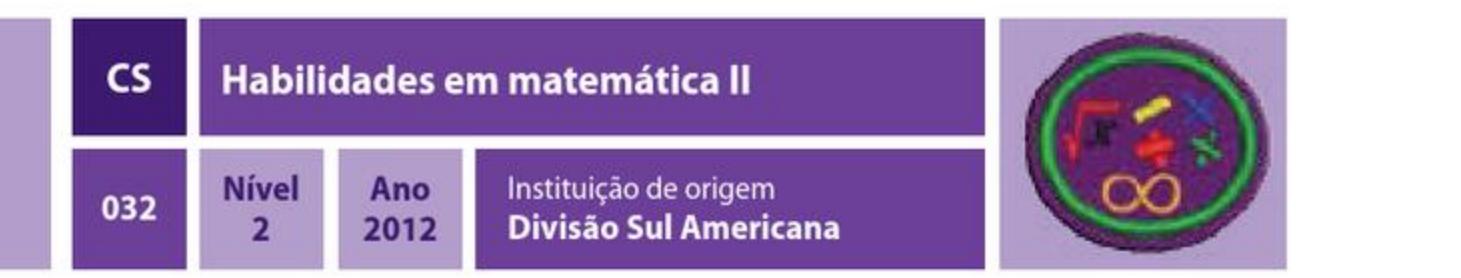 CS
Habilidades em matemática II
032
Nível
2
Ano
2012
Instituição de origem
Divisão Sul Americana